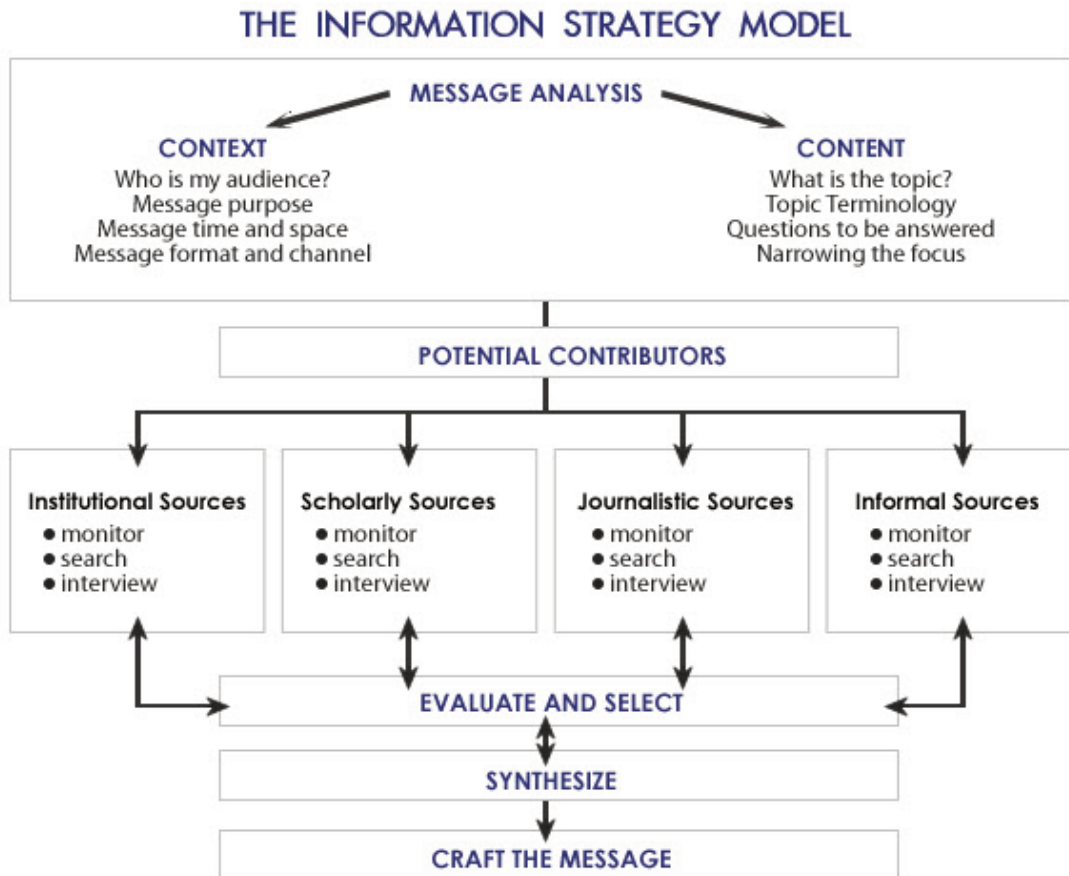 THE INFORMATION STRATEGY MODEL
MESSAGE ANALYSIS
CONTEXT
Who is my audience?
Message purpose
Message time and space
Message format and channel
CONTENT
What is the topic?
Topic Terminology
Questions to be answered
Narrowing the focus
POTENTIAL CONTRIBUTORS
Institutional Sources
● monitor
● search
● interview
Scholarly Sources
● monitor
● search
● interview
Journalistic Sources
● monitor
● search
● interview
Informal Sources
● monitor
● search
● interview
EVALUATE AND SELECT
SYNTHESIZE
CRAFT THE MESSAGE